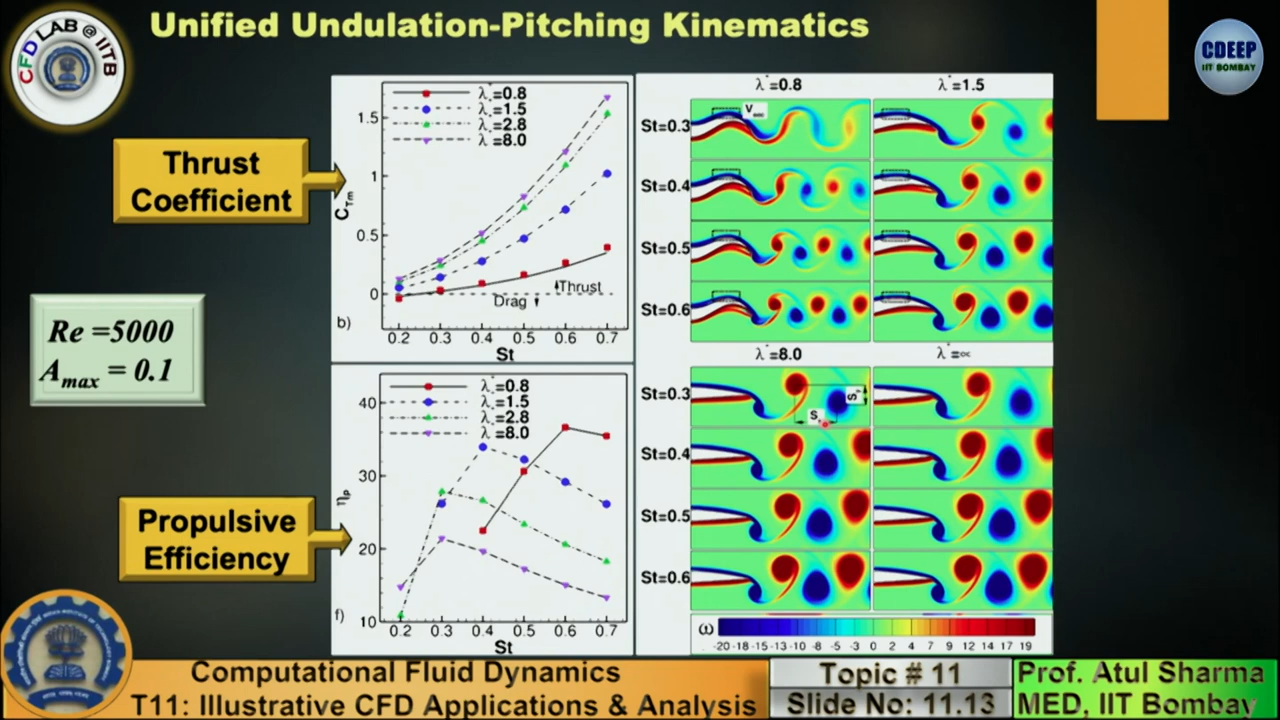 Unified Undulation-Pitching Kinematics
CFD LAB @ IITB
CDEEP
IIT BOMBAY
Thrust
Coefficient
Re =5000
Amax = 0.1
Propulsive
Efficiency
λ*=0.8
λ*=1.5
λ*=2.8
λ*=8.0
1.5
1
0.5
0
CTm
Thrust
Drag
b)
0.2 0.3 0.4 0.5 0.6 0.7
St
λ*=0.8
λ*=1.5
λ*=2.8
λ*=8.0
40
30
20
10
ηp
f)
0.2 0.3 0.4 0.5 0.6 0.7
St
λ*=0.8 λ*=1.5
St=0.3
St=0.4
St=0.5
St=0.6
λ*=8.0 λ*=∞
St=0.3
St=0.4
St=0.5
St=0.6
ω
-20 -18 -15 -13 -10 -8 -5 -3 0 2 4 7 9 12 14 17 19
Computational Fluid Dynamics
T11: Illustrative CFD Applications & Analysis
Topic # 11
Slide No: 11.13
Prof. Atul Sharma
MED, IIT Bombay